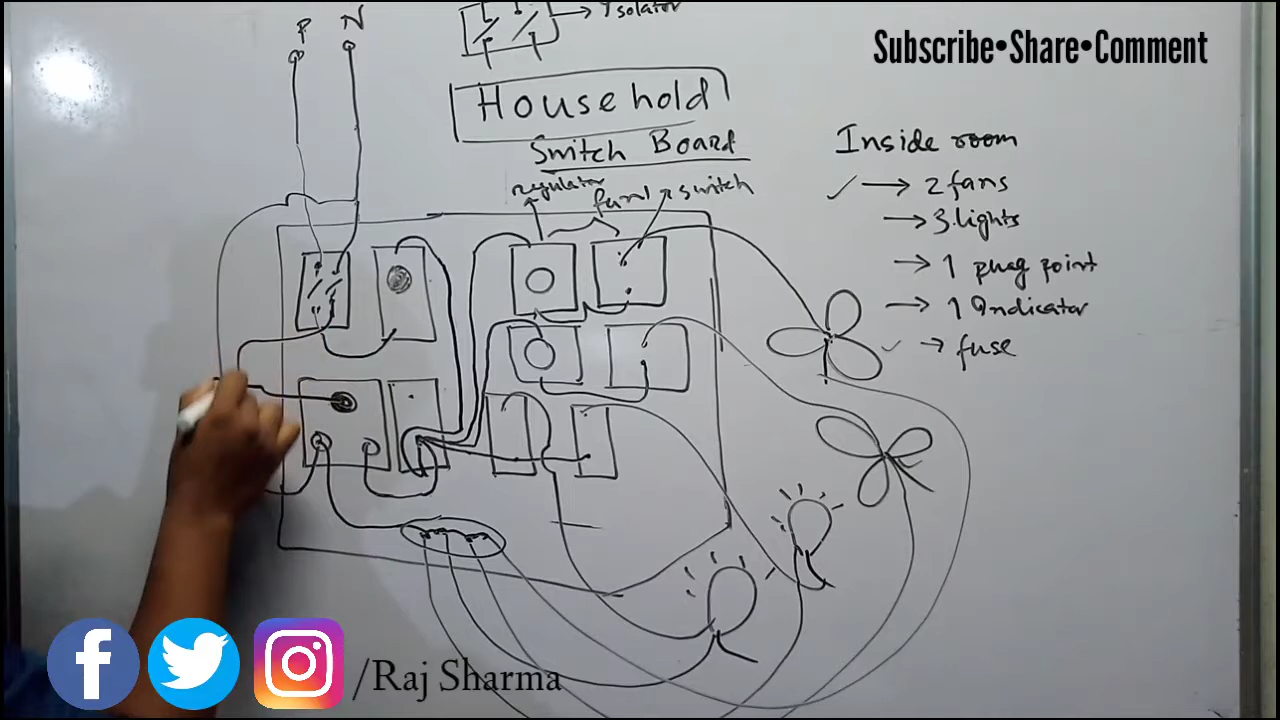 Isolator
P N
Subscribe•Share•Comment
Household
Switch Board
regulator
switch
Inside room
→ 2 fans
→ 3 lights
→ 1 plug point
→ 1 Indicator
→ fuse
f
/Raj Sharma